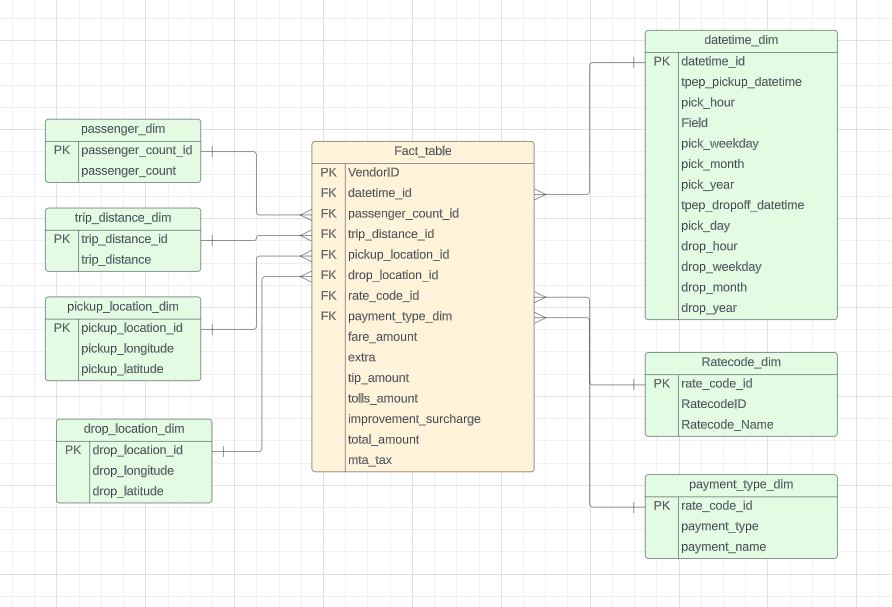 passenger_dim
PK passenger_count_id
passenger_count
trip_distance_dim
PK trip_distance_id
trip_distance
pickup_location_dim
PK pickup_location_id
pickup_longitude
pickup_latitude
drop_location_dim
PK drop_location_id
drop_longitude
drop_latitude
Fact_table
PK VendorID
FK datetime_id
FK passenger_count_id
FK trip_distance_id
FK pickup_location_id
FK drop_location_id
FK rate_code_id
FK payment_type_dim
fare_amount
extra
tip_amount
tolls_amount
improvement_surcharge
total_amount
mta_tax
datetime_dim
PK datetime_id
tpep_pickup_datetime
pick_hour
Field
pick_weekday
pick_month
pick_year
tpep_dropoff_datetime
pick_day
drop_hour
drop_weekday
drop_month
drop_year
Ratecode_dim
PK rate_code_id
RatecodeID
Ratecode_Name
payment_type_dim
PK rate_code_id
payment_type
payment_name